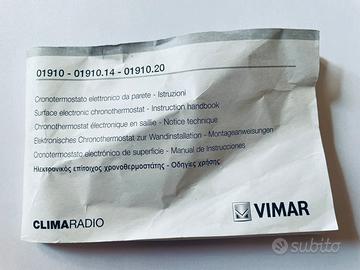 01910 - 01910.14 - 01910.20
Cronotermostato elettronico da parete - Istruzioni
Surface electronic chronothermostat - Instruction handbook
Chronothermostat électronique en saillie - Notice technique
Elektronisches Chronothermostat zur Wandinstallation - Montageanweisungen
Cronotermostato electrónico de superficie - Manual de Instrucciones
Ηλεκτρονικός επίτοιχος χρονοθερμοστάτης - Οδηγίες χρήσης
CLIMARADIO
VIMAR
subito